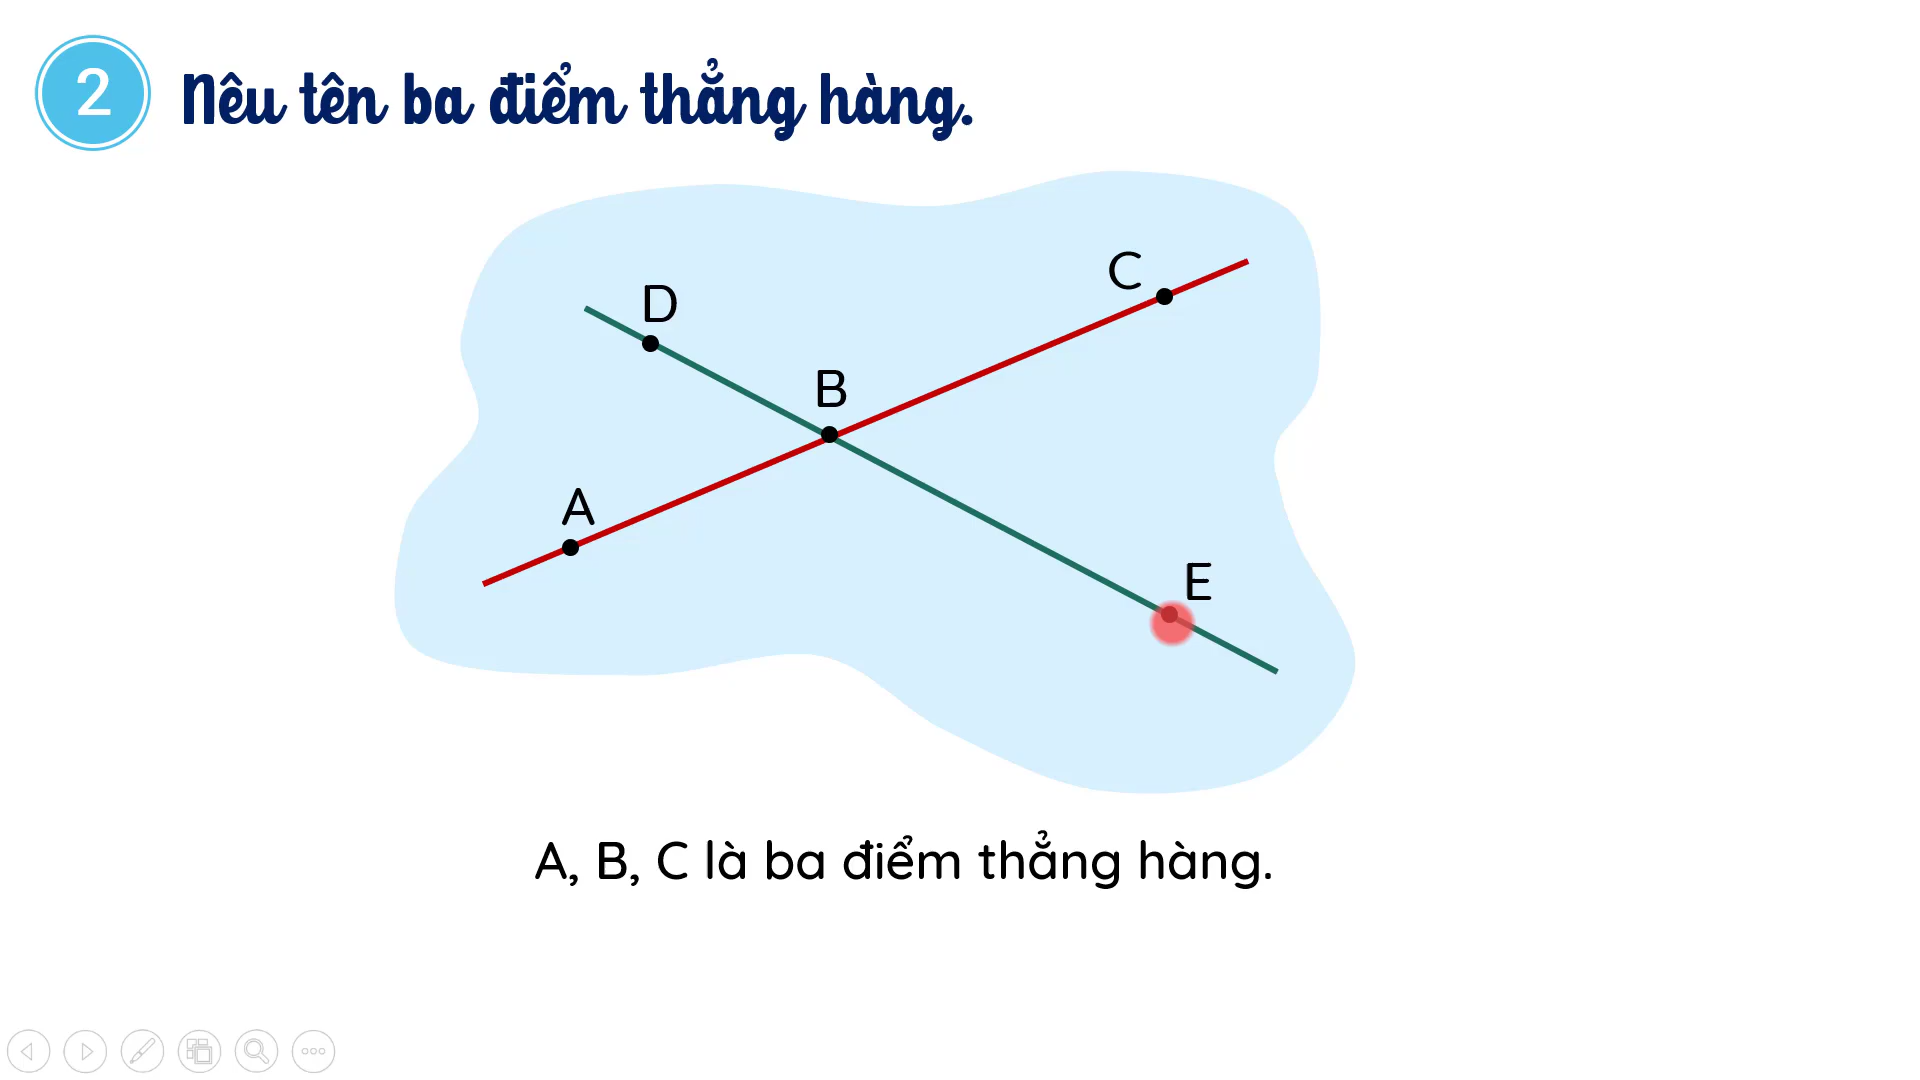 2 Nêu tên ba điểm thẳng hàng.
C
D
B
A
E
A, B, C là ba điểm thẳng hàng.